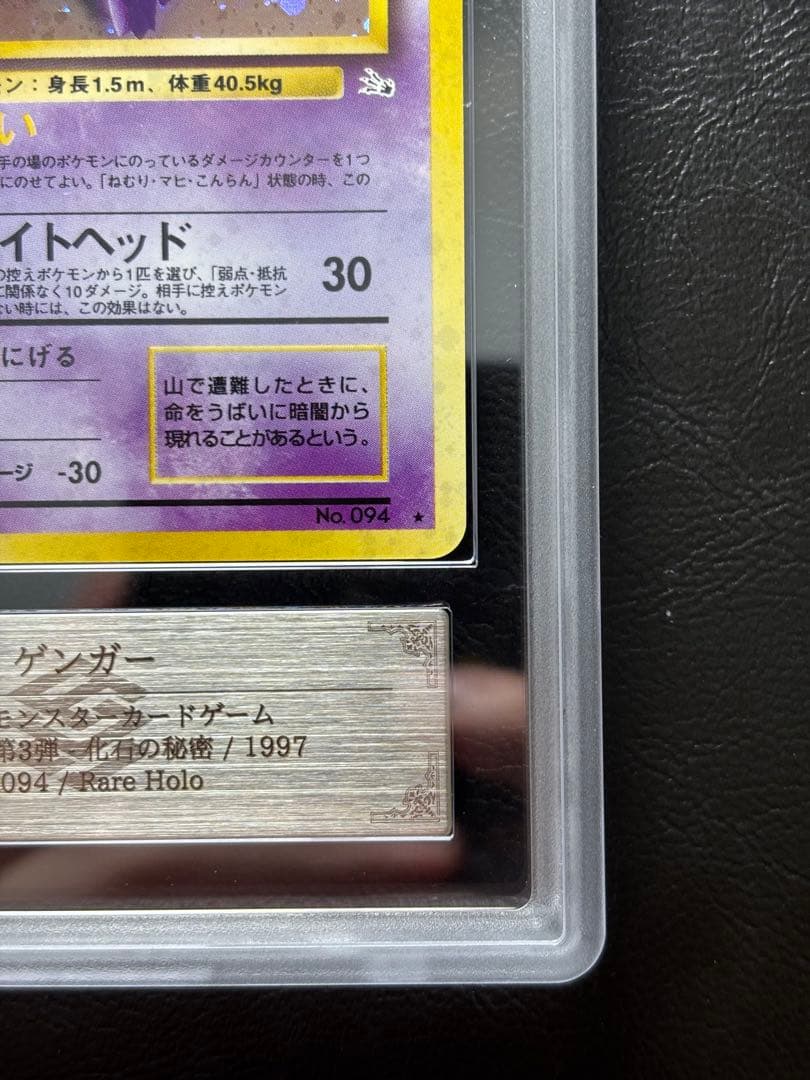 ン：身長1.5m、体重40.5kg
い
手の場のポケモンにのっているダメージカウンターを1つ
にのせてよい。「ねむり・マヒ・こんらん」状態の時、この
イトヘッド
の控えポケモンから1匹を選び、「弱点・抵抗
に関係なく10ダメージ。相手に控えポケモン
ない時には、この効果はない。
30
にげる
ージ -30
山で遭難したときに、
命をうばいに暗闇から
現れることがあるという。
No. 094 ★
ゲンガー
モンスターカードゲーム
第3弾 - 化石の秘密 / 1997
094 / Rare Holo